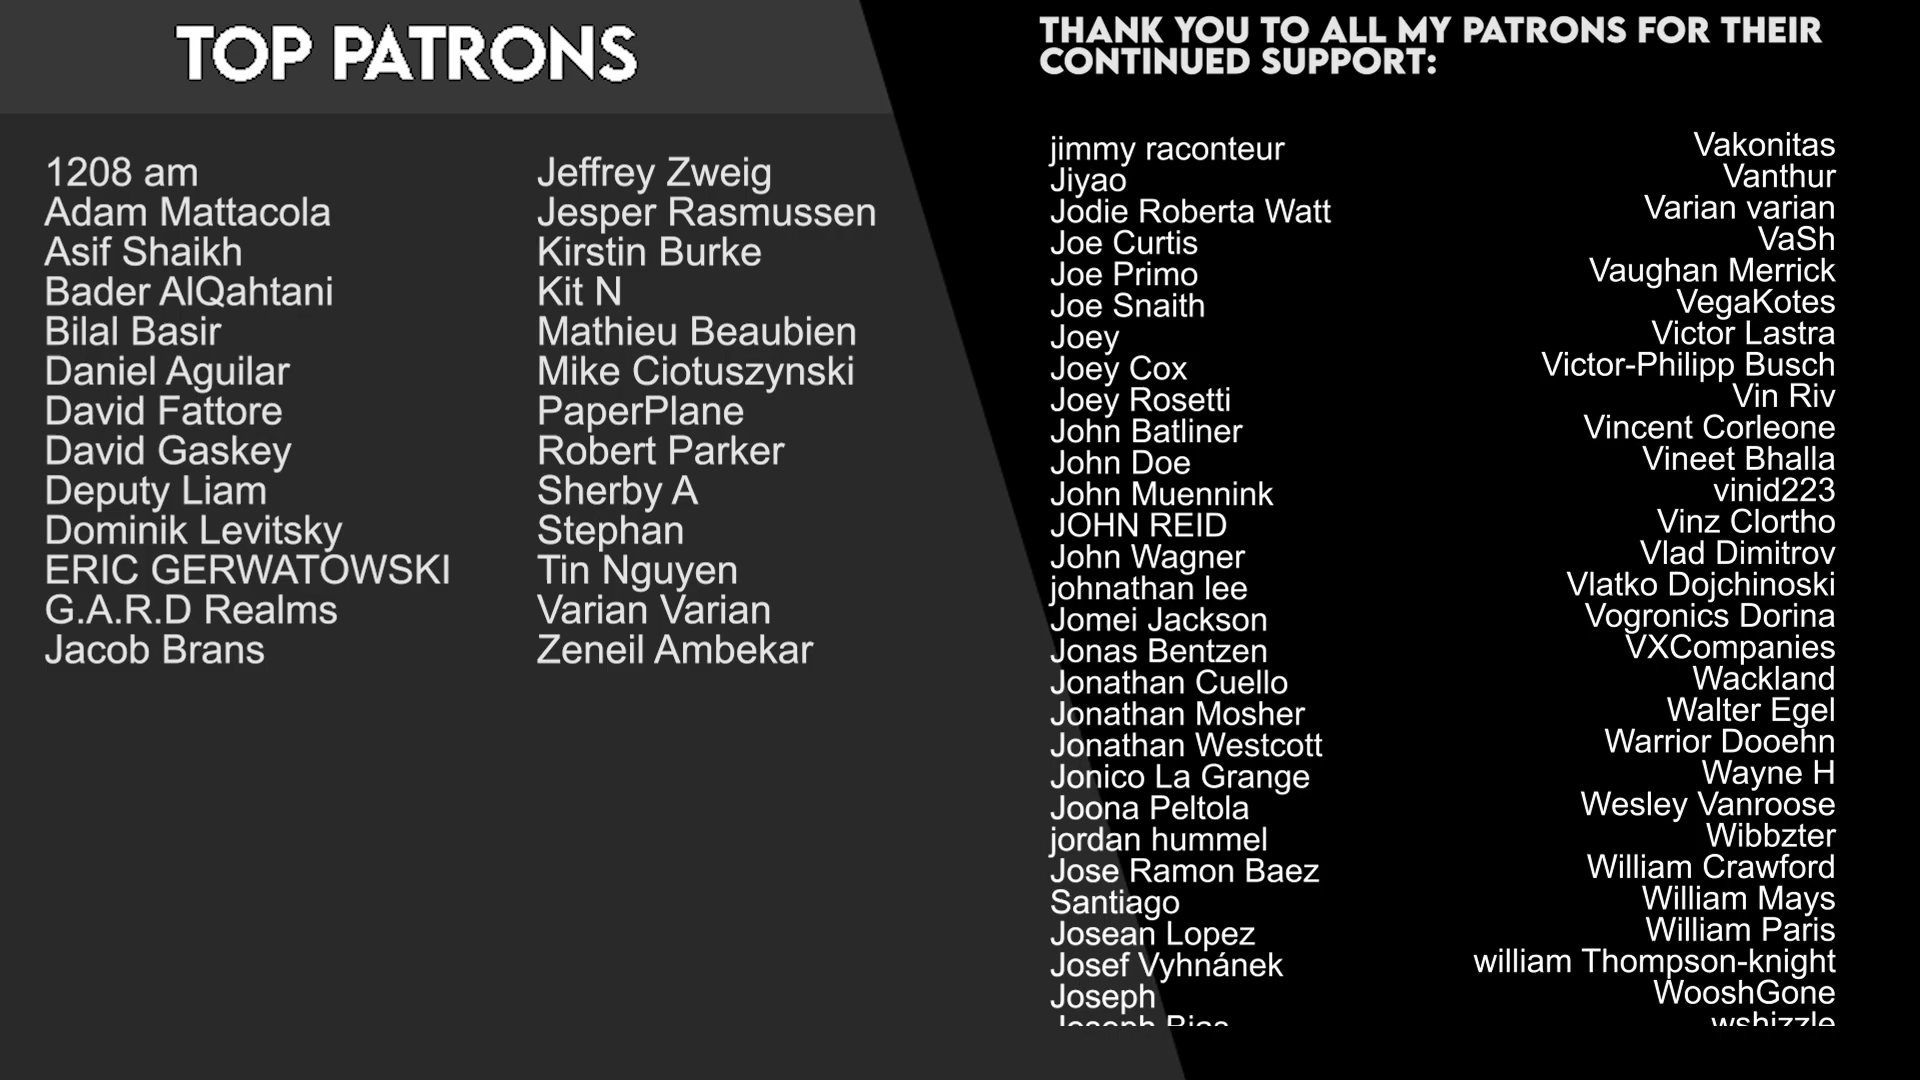 TOP PATRONS
1208 am
Adam Mattacola
Asif Shaikh
Bader AlQahtani
Bilal Basir
Daniel Aguilar
David Fattore
David Gaskey
Deputy Liam
Dominik Levitsky
ERIC GERWATOWSKI
G.A.R.D Realms
Jacob Brans
Jeffrey Zweig
Jesper Rasmussen
Kirstin Burke
Kit N
Mathieu Beaubien
Mike Ciotuszynski
PaperPlane
Robert Parker
Sherby A
Stephan
Tin Nguyen
Varian Varian
Zeneil Ambekar
THANK YOU TO ALL MY PATRONS FOR THEIR
CONTINUED SUPPORT:
jimmy raconteur
Jiyao
Jodie Roberta Watt
Joe Curtis
Joe Primo
Joe Snaith
Joey
Joey Cox
Joey Rosetti
John Batliner
John Doe
John Muennink
JOHN REID
John Wagner
johnathan lee
Jomei Jackson
Jonas Bentzen
Jonathan Cuello
Jonathan Mosher
Jonathan Westcott
Jonico La Grange
Joona Peltola
jordan hummel
Jose Ramon Baez
Santiago
Josean Lopez
Josef Vyhnánek
Joseph
Joseph
Vakonitas
Vanthur
Varian varian
VaSh
Vaughan Merrick
VegaKotes
Victor Lastra
Victor-Philipp Busch
Vin Riv
Vincent Corleone
Vineet Bhalla
vinid223
Vinz Clortho
Vlad Dimitrov
Vlatko Dojchinoski
Vogronics Dorina
VXCompanies
Wackland
Walter Egel
Warrior Dooehn
Wayne H
Wesley Vanroose
Wibbzter
William Crawford
William Mays
William Paris
william Thompson-knight
WooshGone
wshizzle